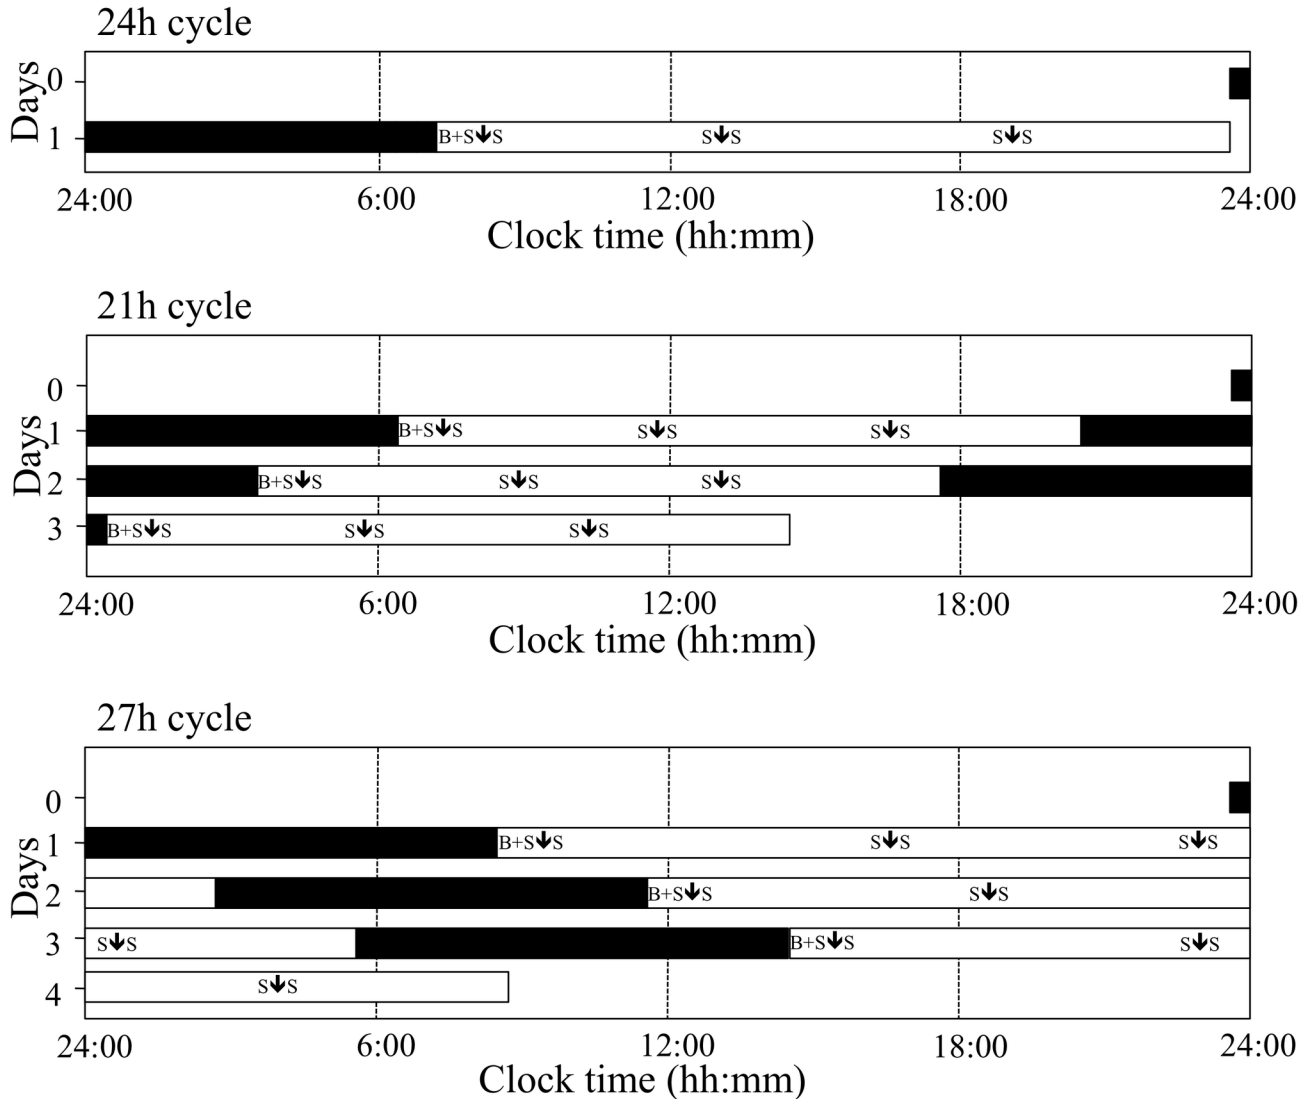 24h cycle
Days
0
1 B+S↓S S↓S S↓S
24:00 6:00 12:00 18:00 24:00
Clock time (hh:mm)
21h cycle
Days
0
1 B+S↓S S↓S S↓S
2 B+S↓S S↓S S↓S
3 B+S↓S S↓S S↓S
24:00 6:00 12:00 18:00 24:00
Clock time (hh:mm)
27h cycle
Days
0
1 B+S↓S S↓S S↓S
2 B+S↓S S↓S
3 S↓S B+S↓S S↓S
4 S↓S
24:00 6:00 12:00 18:00 24:00
Clock time (hh:mm)